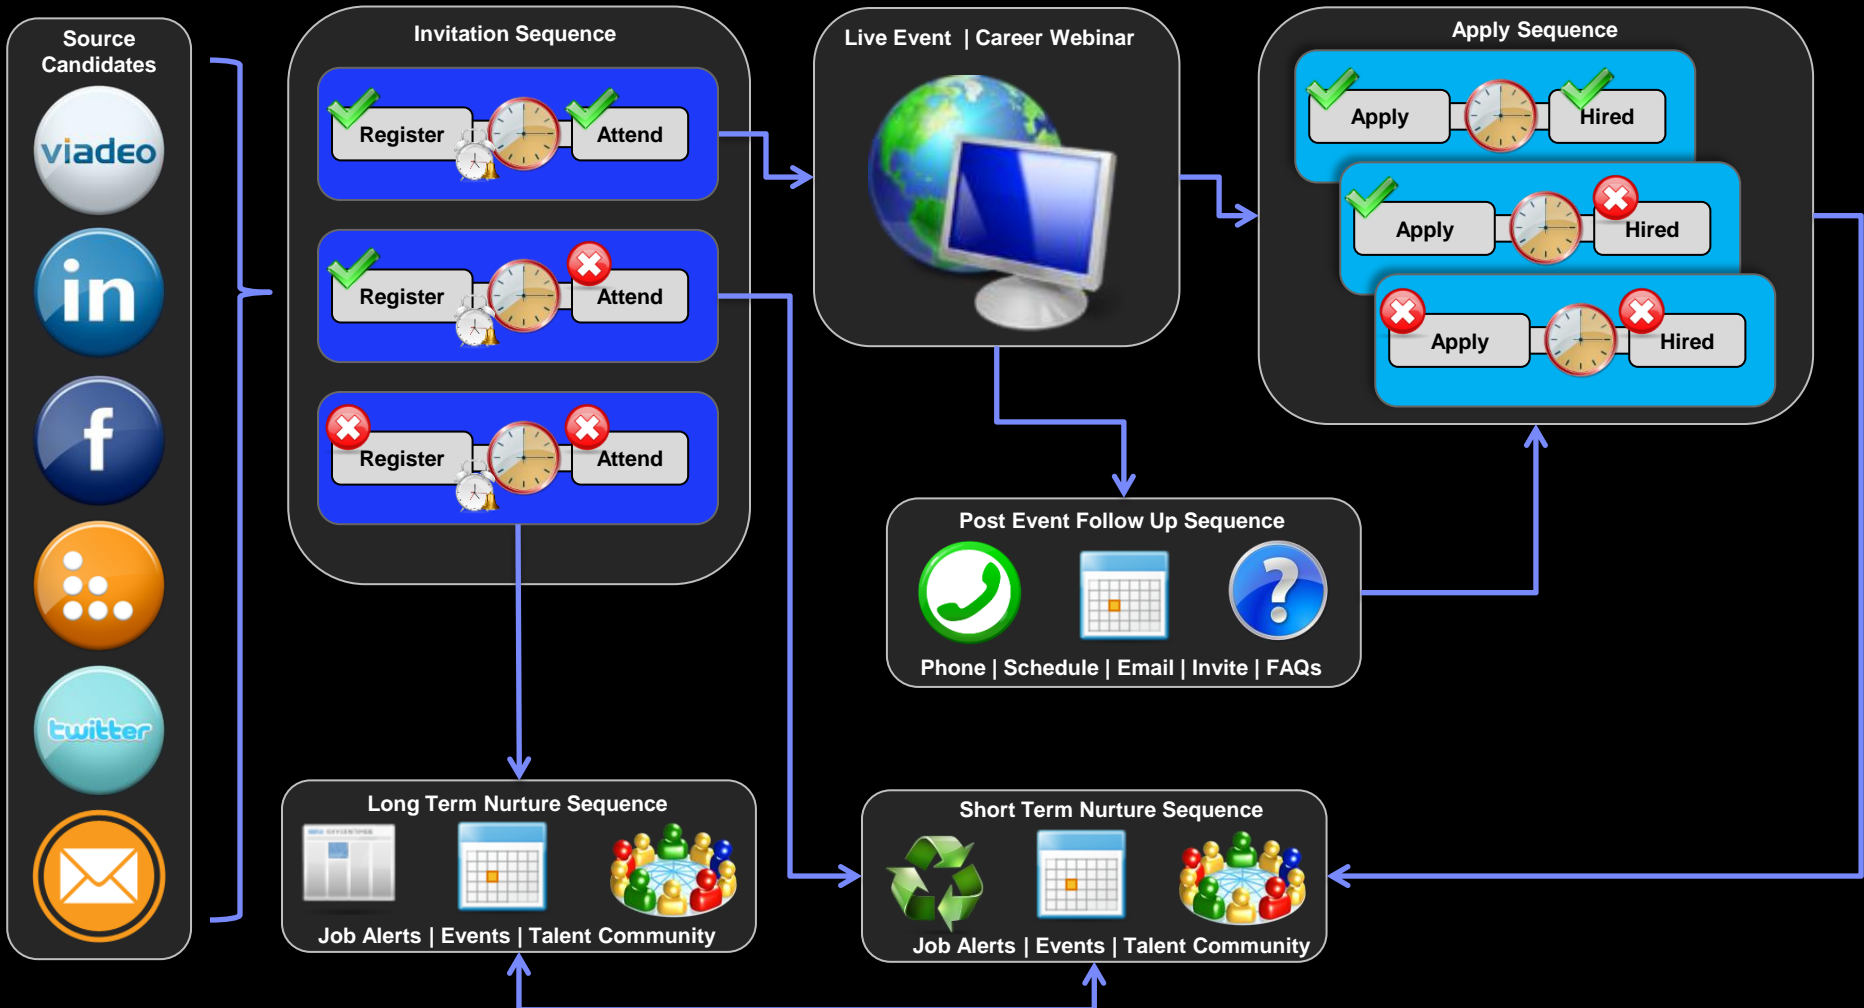 Source
Candidates
viadeo
in
f
twitter
Invitation Sequence
Register
Attend
Register
Attend
Register
Attend
Live Event | Career Webinar
Apply Sequence
Apply
Hired
Apply
Hired
Apply
Hired
Post Event Follow Up Sequence
?
Phone | Schedule | Email | Invite | FAQs
Long Term Nurture Sequence
Job Alerts | Events | Talent Community
Short Term Nurture Sequence
Job Alerts | Events | Talent Community